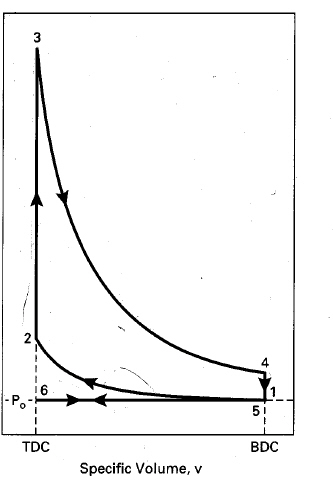 3
2
4
6
1
P₀
5
TDC BDC
Specific Volume, v